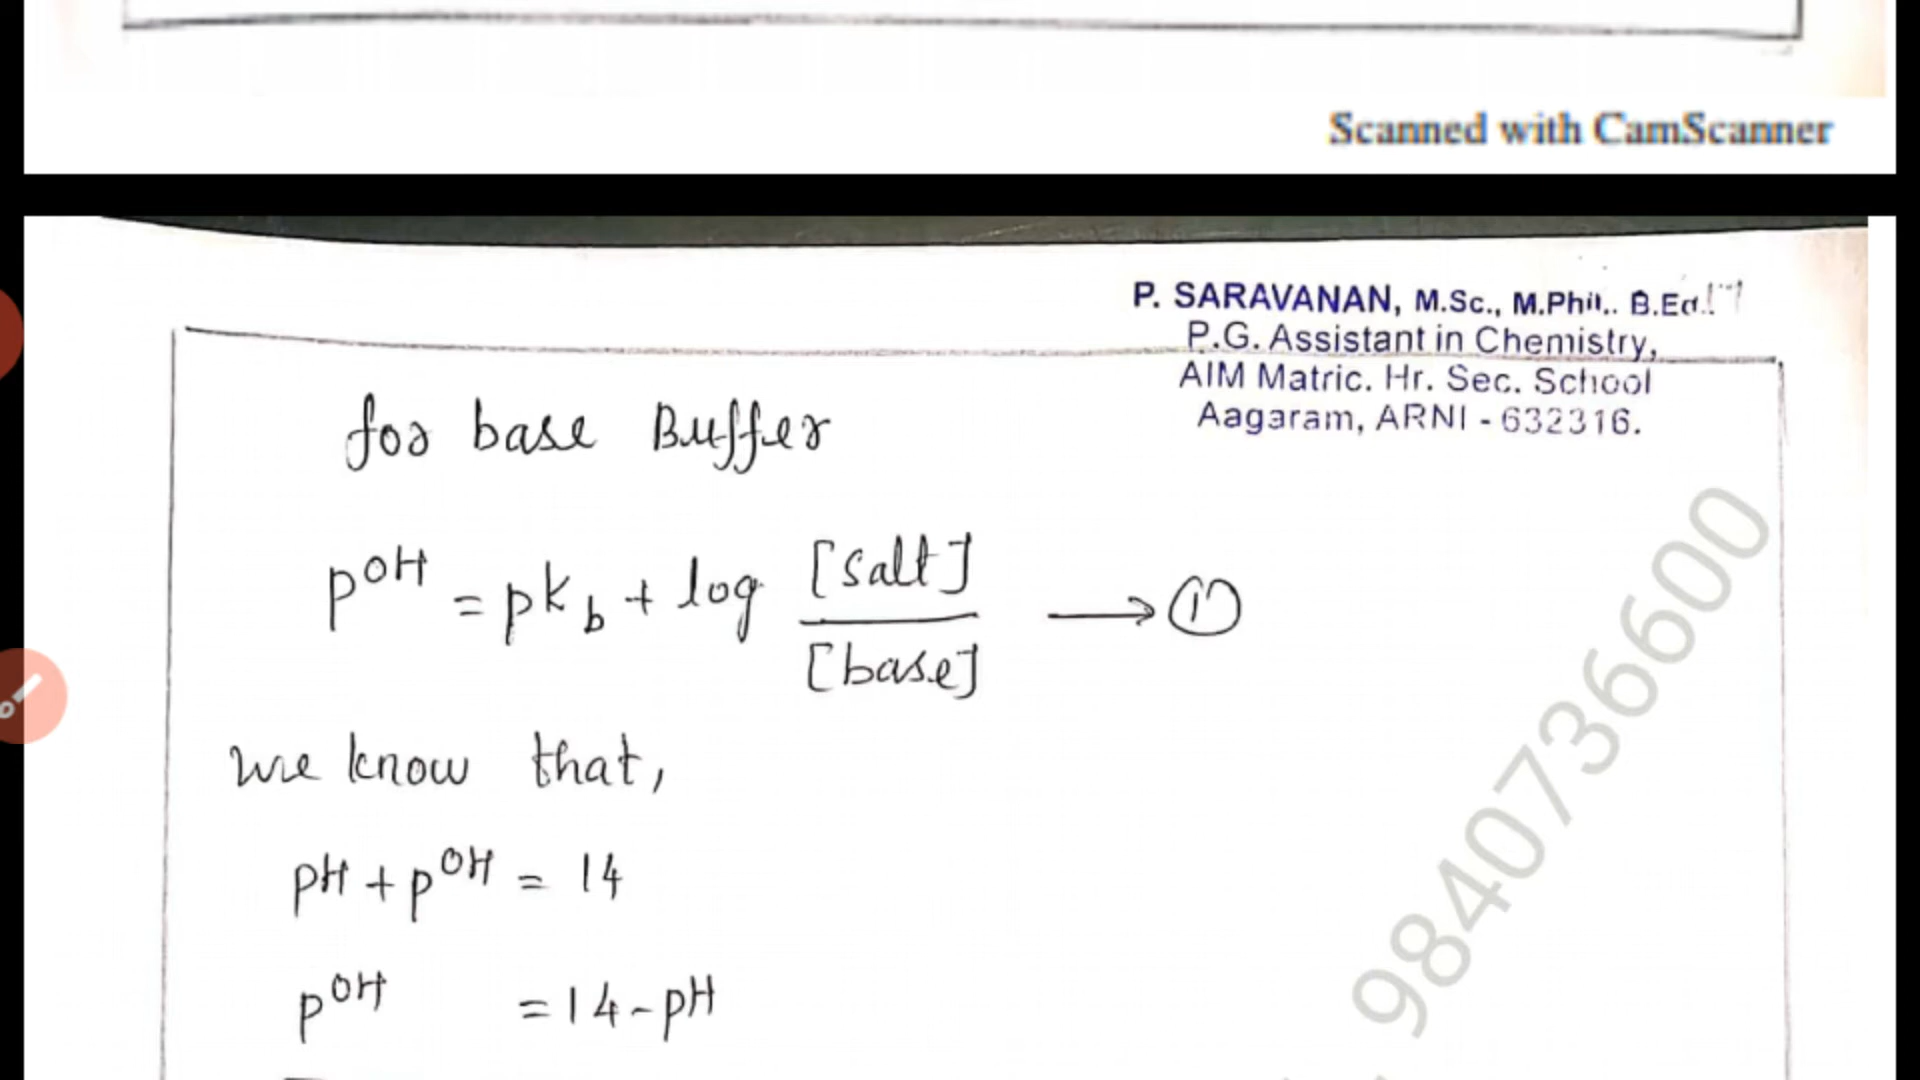 Scanned with CamScanner
P. SARAVANAN, M.Sc., M.Phil., B.Ed.
P.G. Assistant in Chemistry,
AIM Matric. Hr. Sec. School
Aagaram, ARNI - 632316.
for base Buffer
pOH = pKb + log [salt] / [base] → ①
we know that,
pH + pOH = 14
pOH = 14 - pH
9840736600